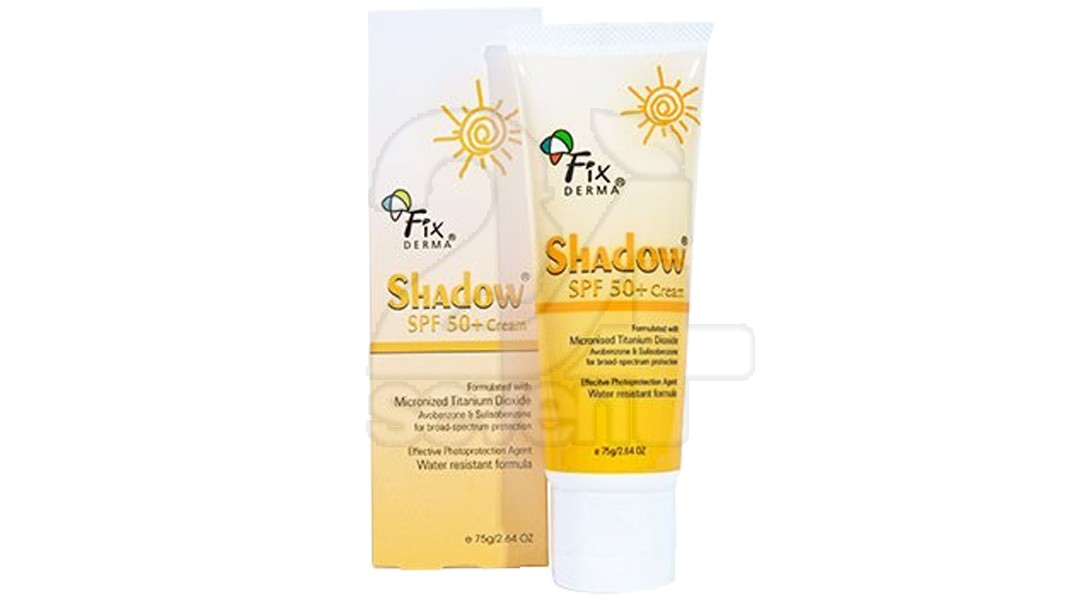 Fix
DERMA®
Shadow®
SPF 50+ Cream
Formulated with
Micronized Titanium Dioxide
Avobenzone & Sulisobenzone
for broad-spectrum protection
Effective Photoprotection Agent
Water resistant formula
e 75g/2.64 OZ
Fix
DERMA®
Shadow®
SPF 50+ Cream
Formulated with
Micronised Titanium Dioxide
Avobenzone & Sulisobenzone
for broad-spectrum protection
Effective Photoprotection Agent
Water resistant formula
e 75g/2.64 OZ